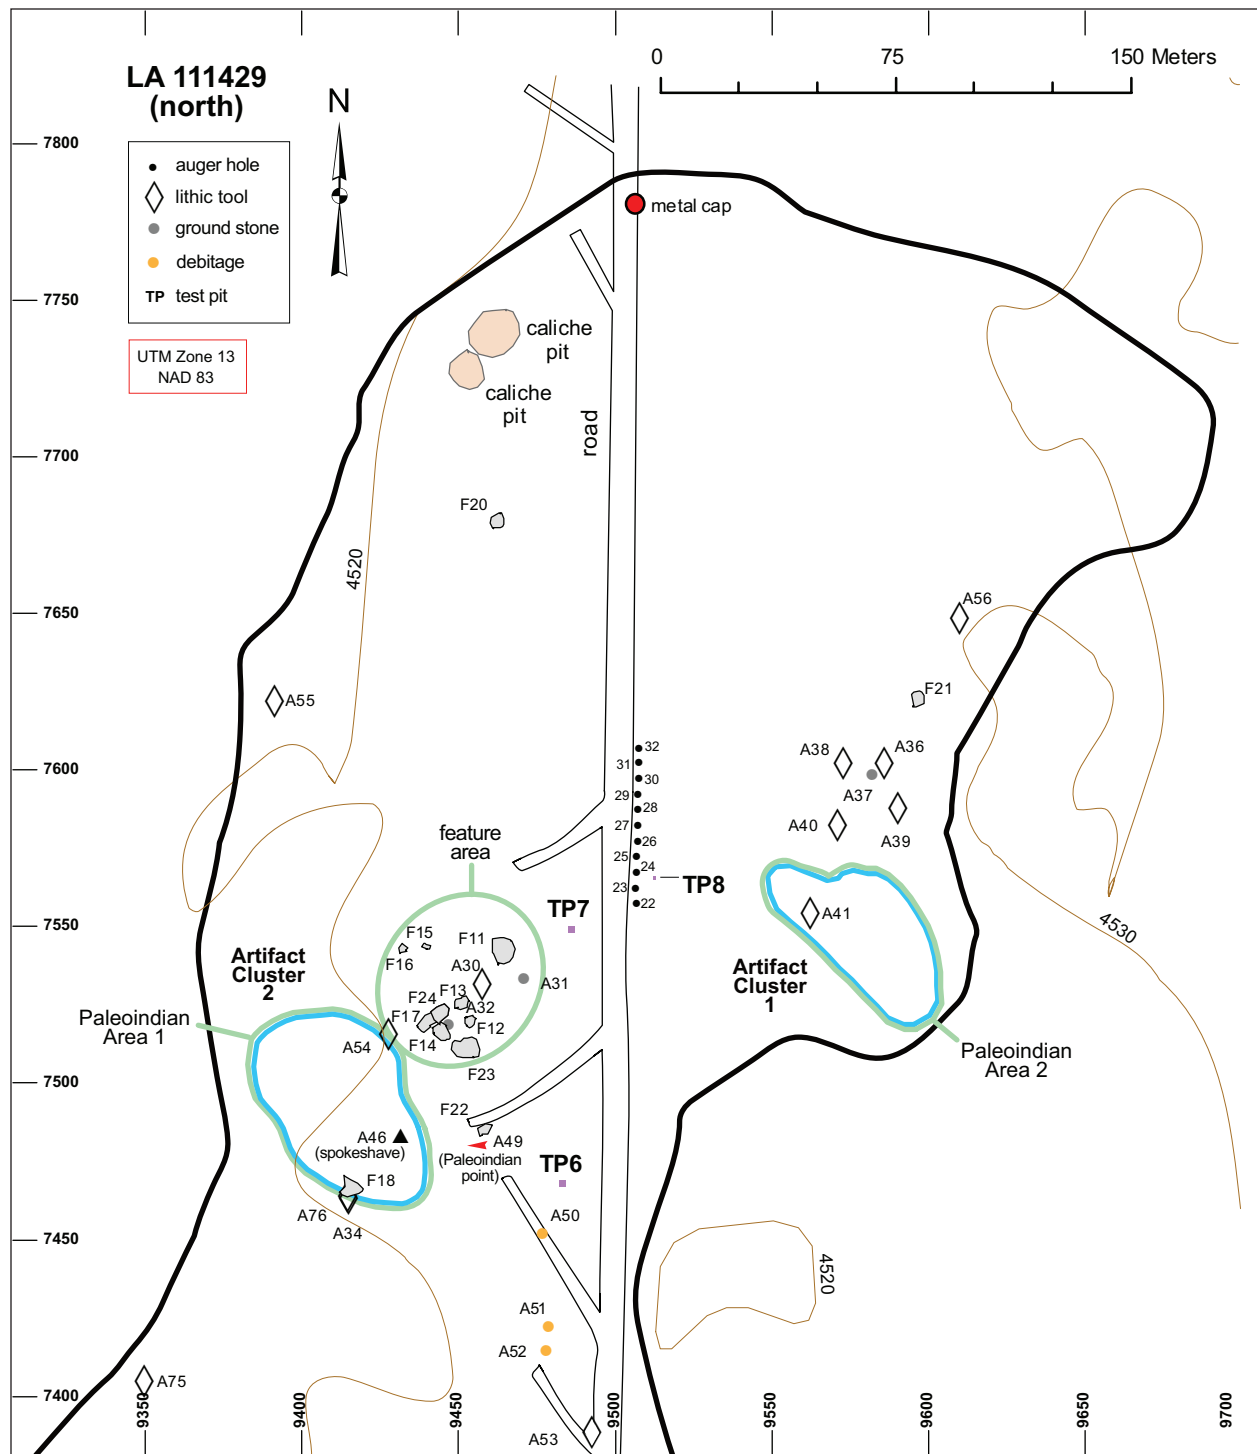 0 75 150 Meters
LA 111429
(north)
N
auger hole
lithic tool
ground stone
debitage
TP test pit
UTM Zone 13
NAD 83
7800
7750
7700
7650
7600
7550
7500
7450
7400
metal cap
caliche
pit
caliche
pit
road
F20
4520
A56
F21
A55
32
31
30
29
28
27
26
25
24
23
22
A38
A36
A37
A40
A39
feature
area
TP8
TP7
A41
4530
F15
F11
F16
A30
A31
F13
F24
A32
F17
F12
F14
F23
Artifact
Cluster
2
Artifact
Cluster
1
Paleoindian
Area 1
A54
Paleoindian
Area 2
F22
A46
(spokeshave)
A49
(Paleoindian
point)
TP6
F18
A76
A34
A50
4520
A51
A52
A75
A53
9350
9400
9450
9500
9550
9600
9650
9700